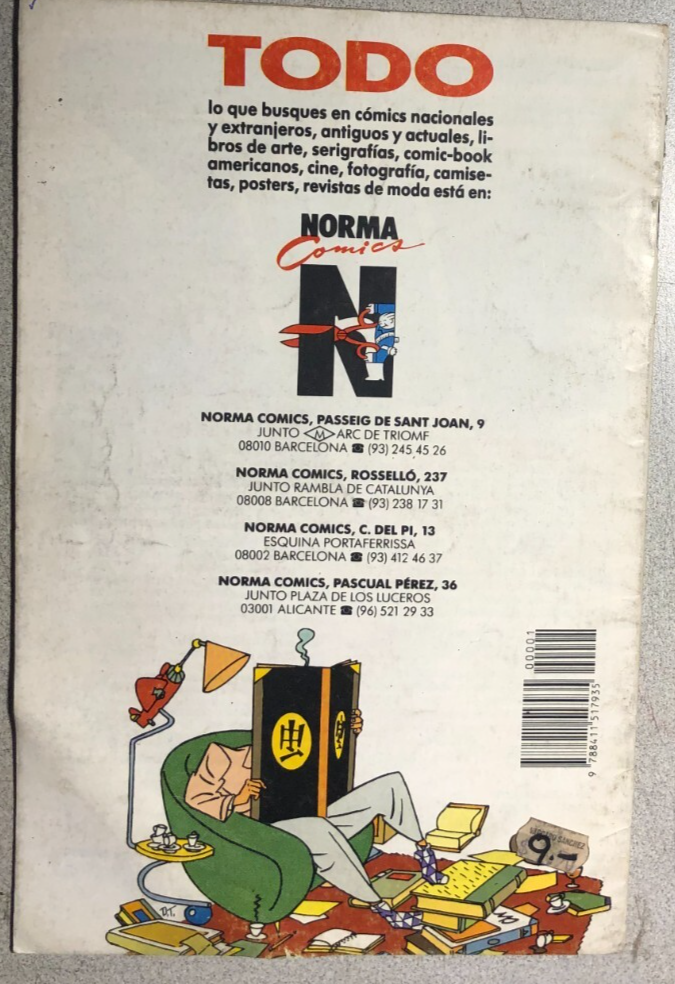 TODO
lo que busques en cómics nacionales
y extranjeros, antiguos y actuales, li-
bros de arte, serigrafías, comic-book
americanos, cine, fotografía, camise-
tas, posters, revistas de moda está en:
NORMA
Comics
N
NORMA COMICS, PASSEIG DE SANT JOAN, 9
JUNTO M ARC DE TRIOMF
08010 BARCELONA ☎ (93) 245 45 26
NORMA COMICS, ROSSELLÓ, 237
JUNTO RAMBLA DE CATALUNYA
08008 BARCELONA ☎ (93) 238 17 31
NORMA COMICS, C. DEL PI, 13
ESQUINA PORTAFERRISSA
08002 BARCELONA ☎ (93) 412 46 37
NORMA COMICS, PASCUAL PÉREZ, 36
JUNTO PLAZA DE LOS LUCEROS
03001 ALICANTE ☎ (96) 521 29 33
00001
9 788411 517935
SANCHEZ
9.-
D.T.